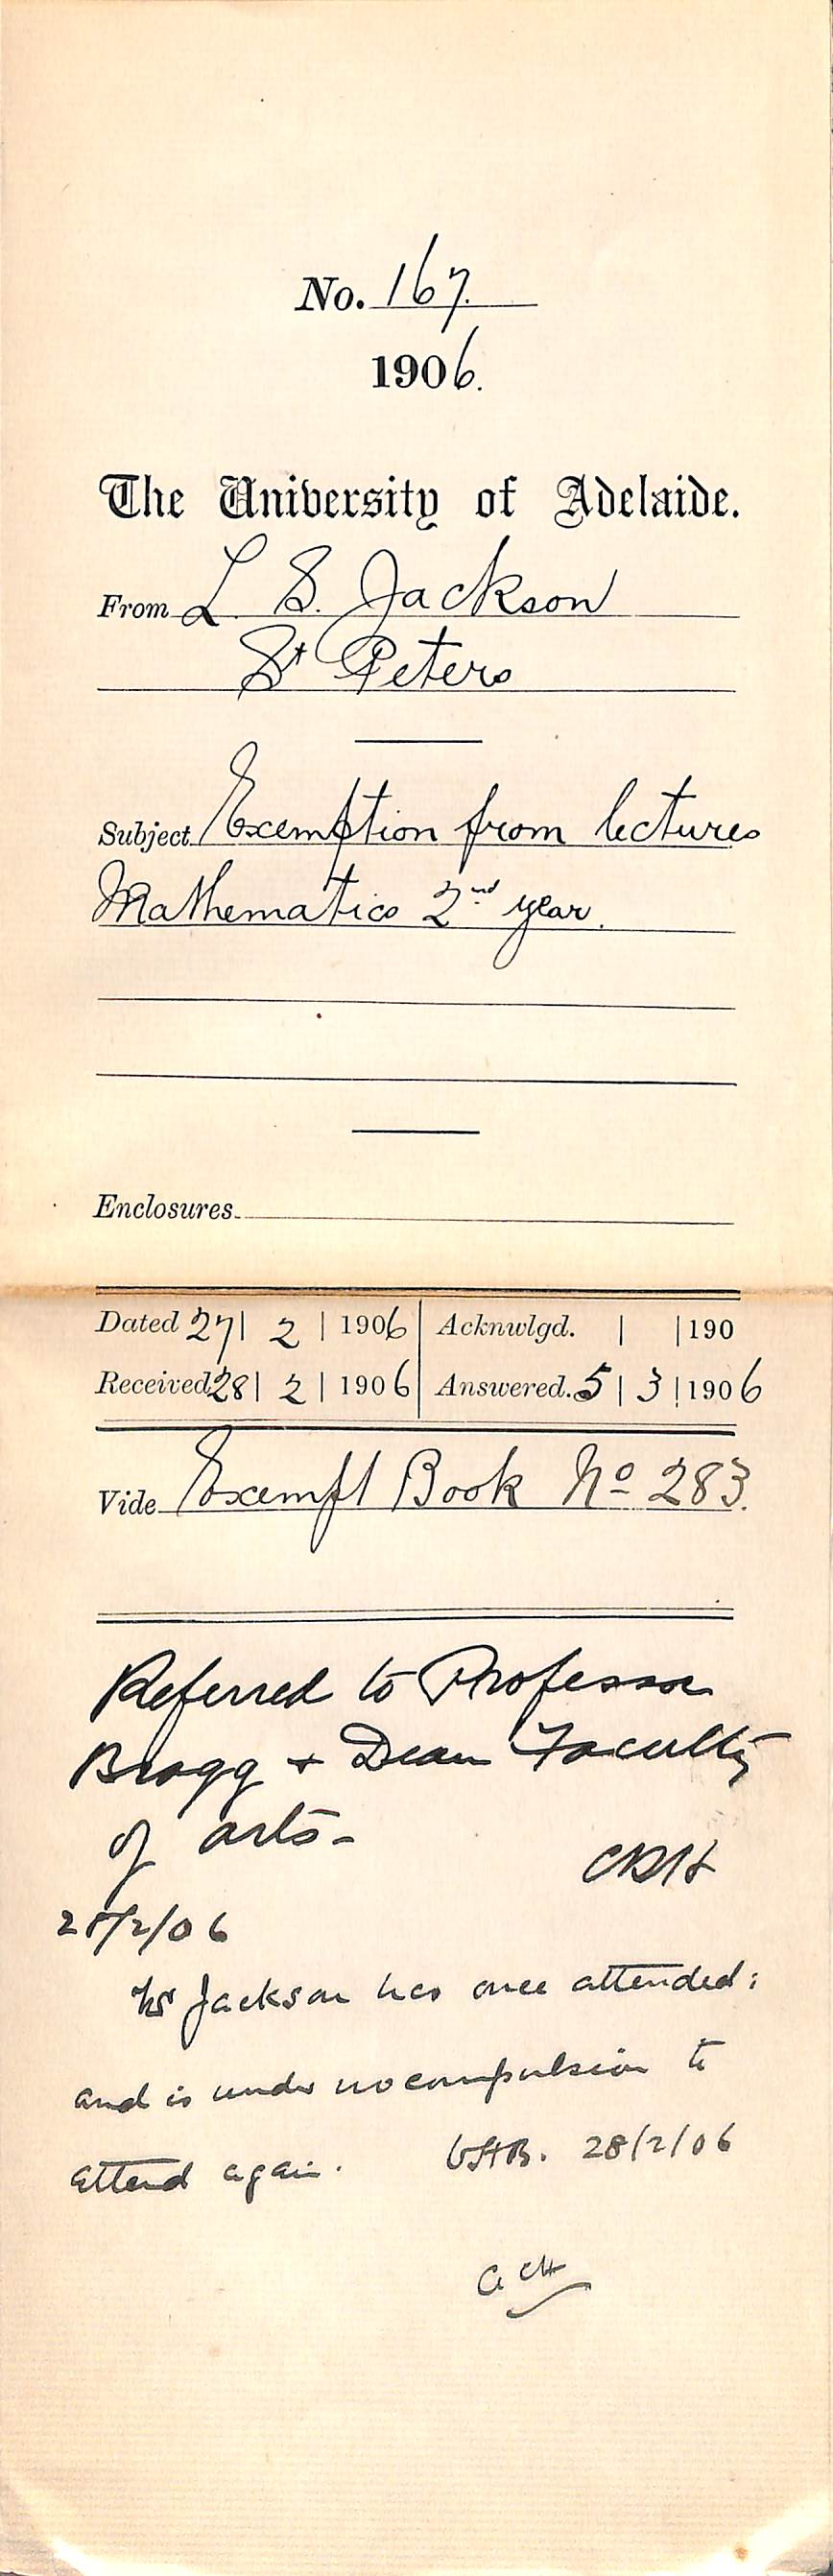 No. 167.
1906.
The University of Adelaide.
From L. S. Jackson
St Peters
Subject Exemption from lectures
Mathematics 2nd year.
Enclosures
Dated 27 | 2 | 1906 | Acknwlgd. | | 190
Received 28 | 2 | 1906 | Answered. 5 | 3 | 1906
Vide Exempt Book No 283.
Referred to Professor
Bragg + Dean Faculty
of arts-
28/2/06
Mr Jackson has once attended:
and is under no compulsion to
attend again. WHB. 28/2/06